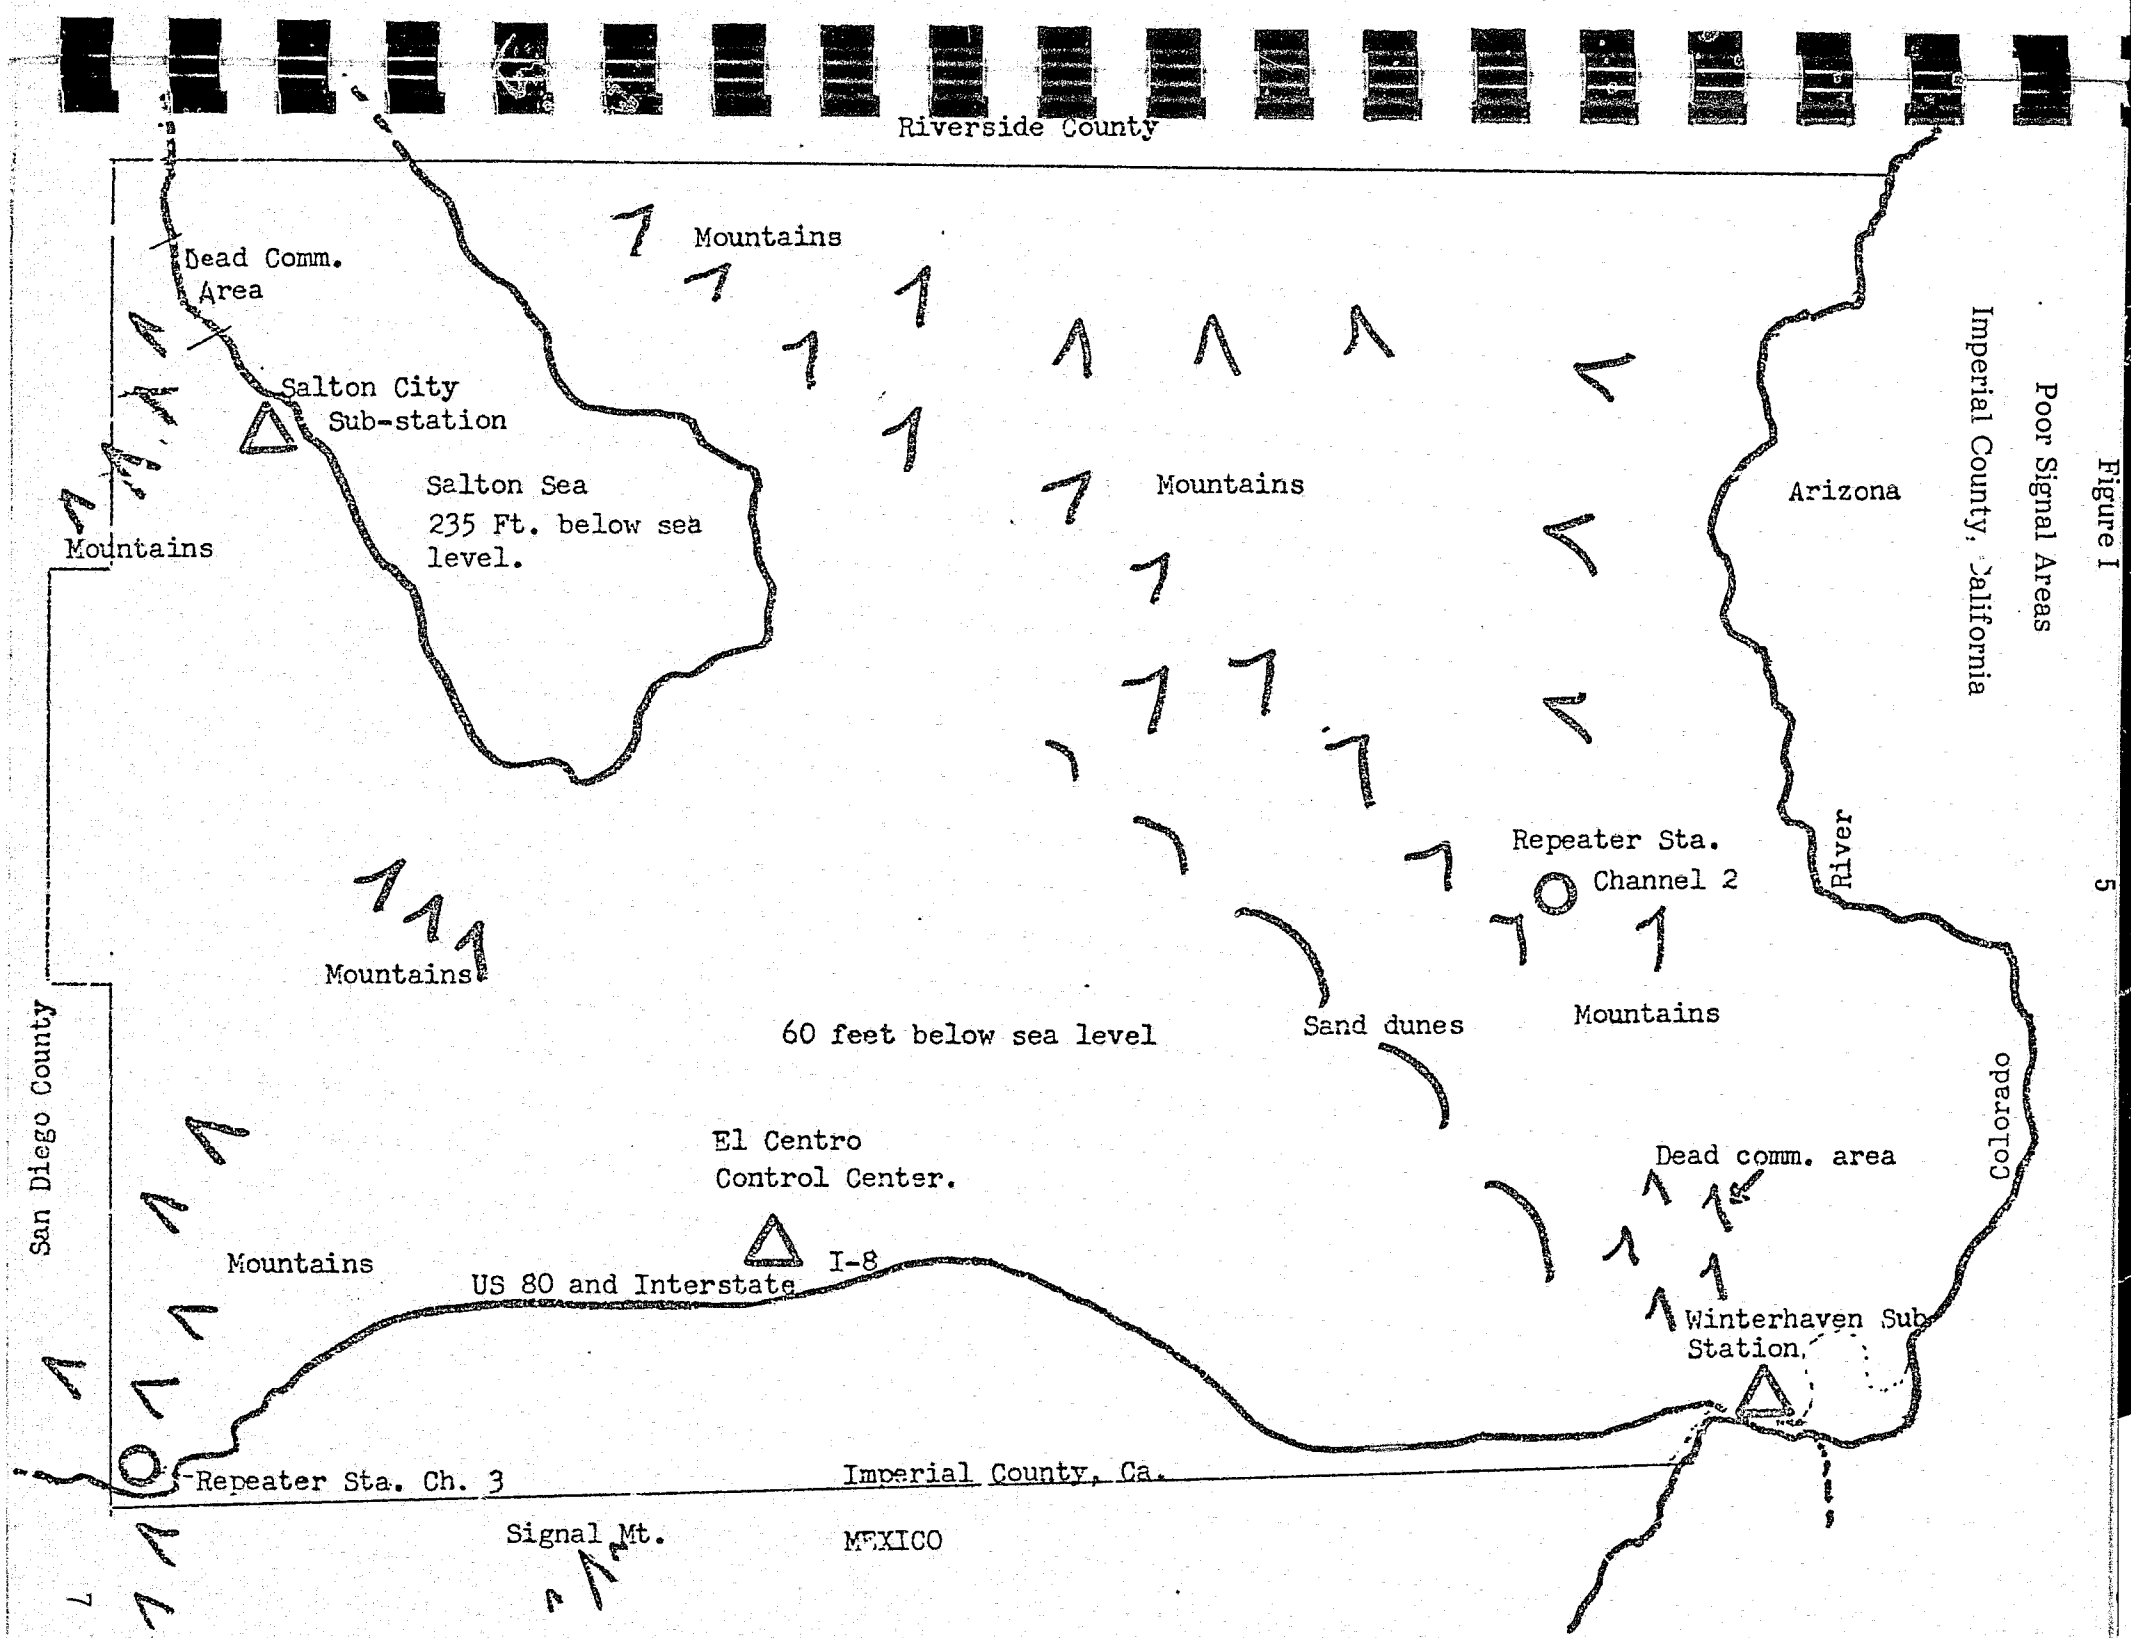 Figure I
5
Poor Signal Areas
Imperial County, California
Riverside County
Mountains
Dead Comm.
Area
Salton City
Sub-station
Salton Sea
235 Ft. below sea
level.
Mountains
Mountains
Arizona
River
Repeater Sta.
Channel 2
Mountains
Mountains
Sand dunes
60 feet below sea level
San Diego County
Colorado
El Centro
Control Center.
Dead comm. area
Mountains
I-8
US 80 and Interstate
Winterhaven Sub
Station.
Repeater Sta. Ch. 3
Imperial County, Ca.
Signal Mt.
MEXICO
7